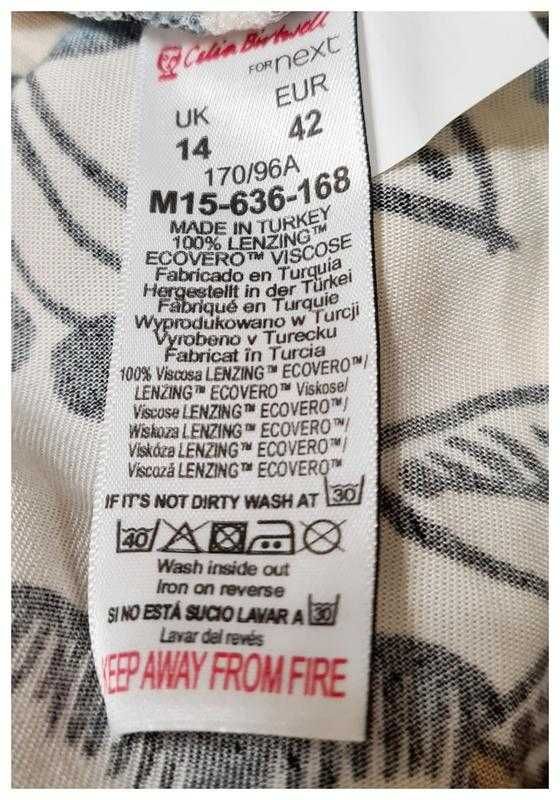 Celia Birtwell
FOR next
UK EUR
14 42
170/96A
M15-636-168
MADE IN TURKEY
100% LENZING™
ECOVERO™ VISCOSE
Fabricado en Turquia
Hergestellt in der Türkei
Fabriqué en Turquie
Wyprodukowano w Turcji
Vyrobeno v Turecku
Fabricat în Turcia
100% Viscosa LENZING™ ECOVERO™/
LENZING™ ECOVERO™ Viskose/
Viscose LENZING™ ECOVERO™/
Wiskoza LENZING™ ECOVERO™/
Viskóza LENZING™ ECOVERO™/
Viscoză LENZING™ ECOVERO™
IF IT'S NOT DIRTY WASH AT 30
40
Wash inside out
Iron on reverse
SI NO ESTÁ SUCIO LAVAR A 30
Lavar del revés
KEEP AWAY FROM FIRE